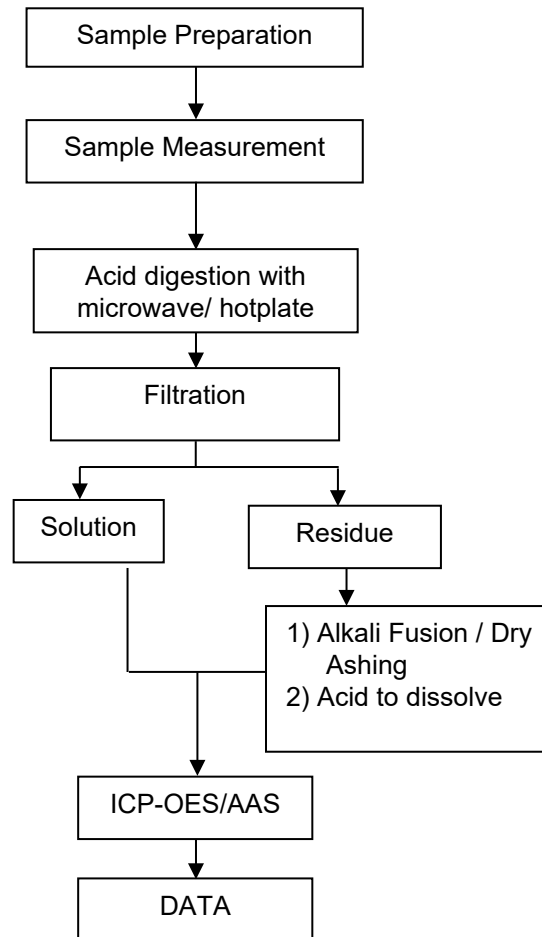 Sample Preparation
Sample Measurement
Acid digestion with
microwave/ hotplate
Filtration
Solution
Residue
1) Alkali Fusion / Dry
Ashing
2) Acid to dissolve
ICP-OES/AAS
DATA